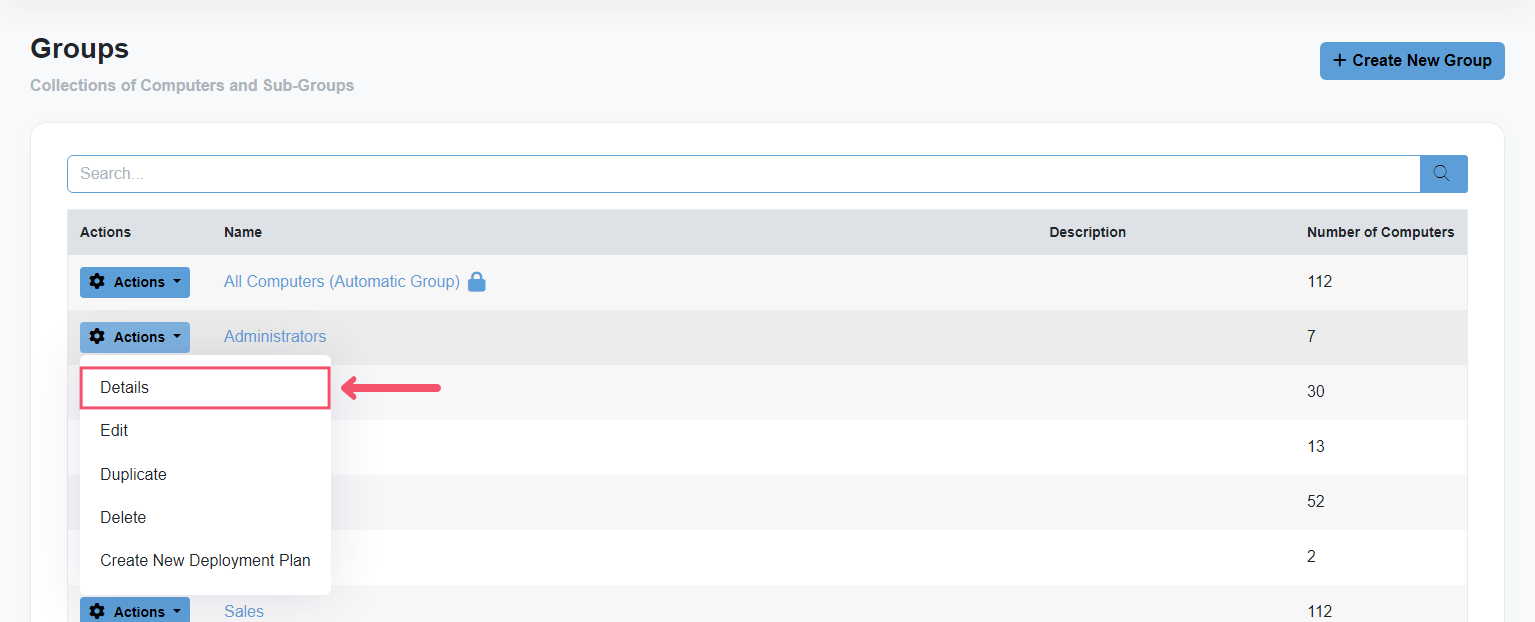 Groups
+ Create New Group
Collections of Computers and Sub-Groups
Search...
Actions Name Description Number of Computers
Actions All Computers (Automatic Group) 112
Actions Administrators 7
Details
30
Edit
13
Duplicate
52
Delete
2
Create New Deployment Plan
Actions Sales 112